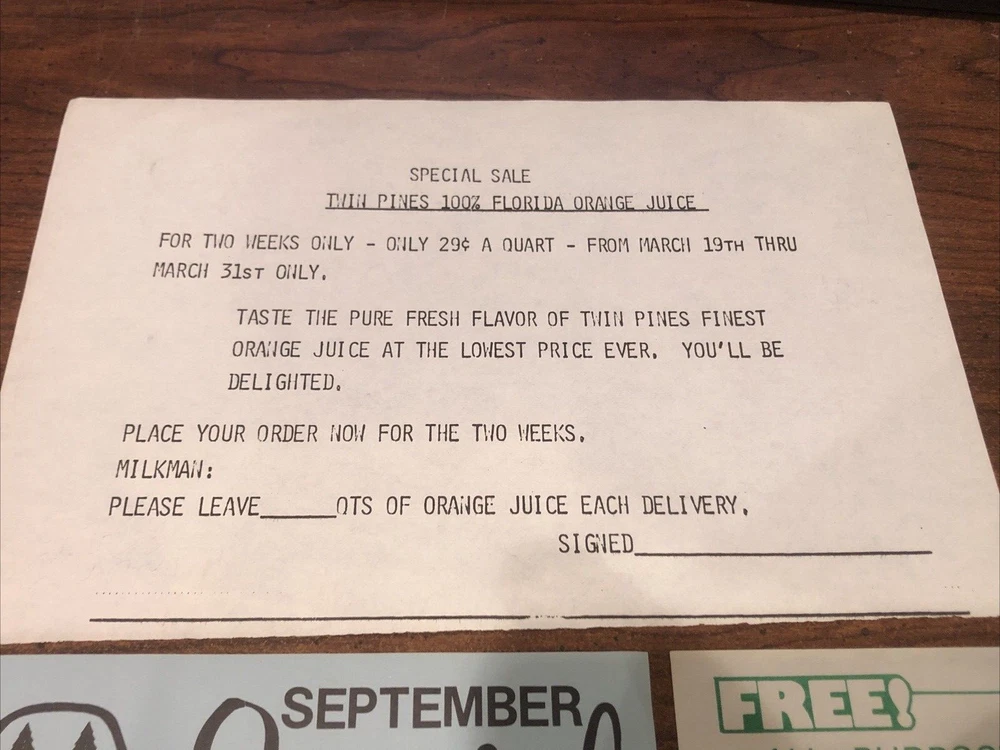 SPECIAL SALE
TWIN PINES 100% FLORIDA ORANGE JUICE
FOR TWO WEEKS ONLY - ONLY 29¢ A QUART - FROM MARCH 19TH THRU
MARCH 31ST ONLY.
TASTE THE PURE FRESH FLAVOR OF TWIN PINES FINEST
ORANGE JUICE AT THE LOWEST PRICE EVER. YOU'LL BE
DELIGHTED.
PLACE YOUR ORDER NOW FOR THE TWO WEEKS.
MILKMAN:
PLEASE LEAVE_____QTS OF ORANGE JUICE EACH DELIVERY.
SIGNED____________________
SEPTEMBER
FREE!